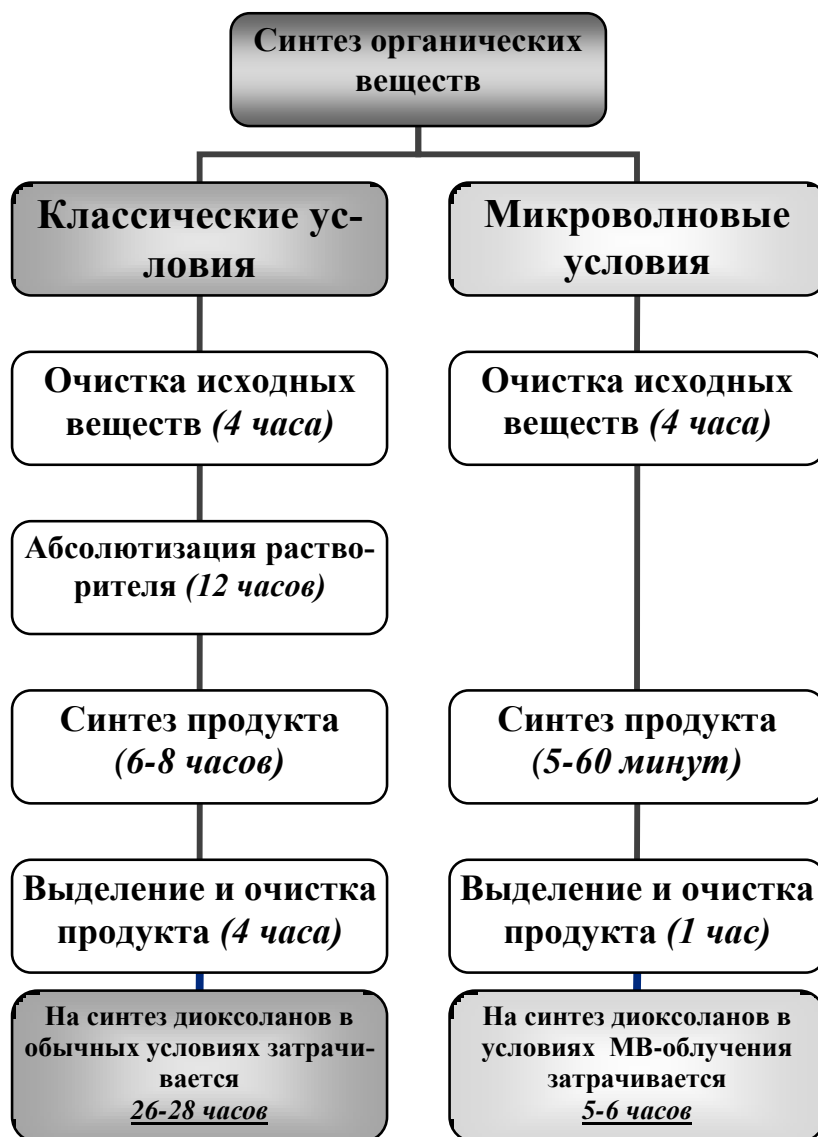 Синтез органических
веществ
Классические ус-
ловия
Микроволновые
условия
Очистка исходных
веществ (4 часа)
Очистка исходных
веществ (4 часа)
Абсолютизация раство-
рителя (12 часов)
Синтез продукта
(6-8 часов)
Синтез продукта
(5-60 минут)
Выделение и очистка
продукта (4 часа)
Выделение и очистка
продукта (1 час)
На синтез диоксоланов в
обычных условиях затрачи-
вается
26-28 часов
На синтез диоксоланов в
условиях МВ-облучения
затрачивается
5-6 часов